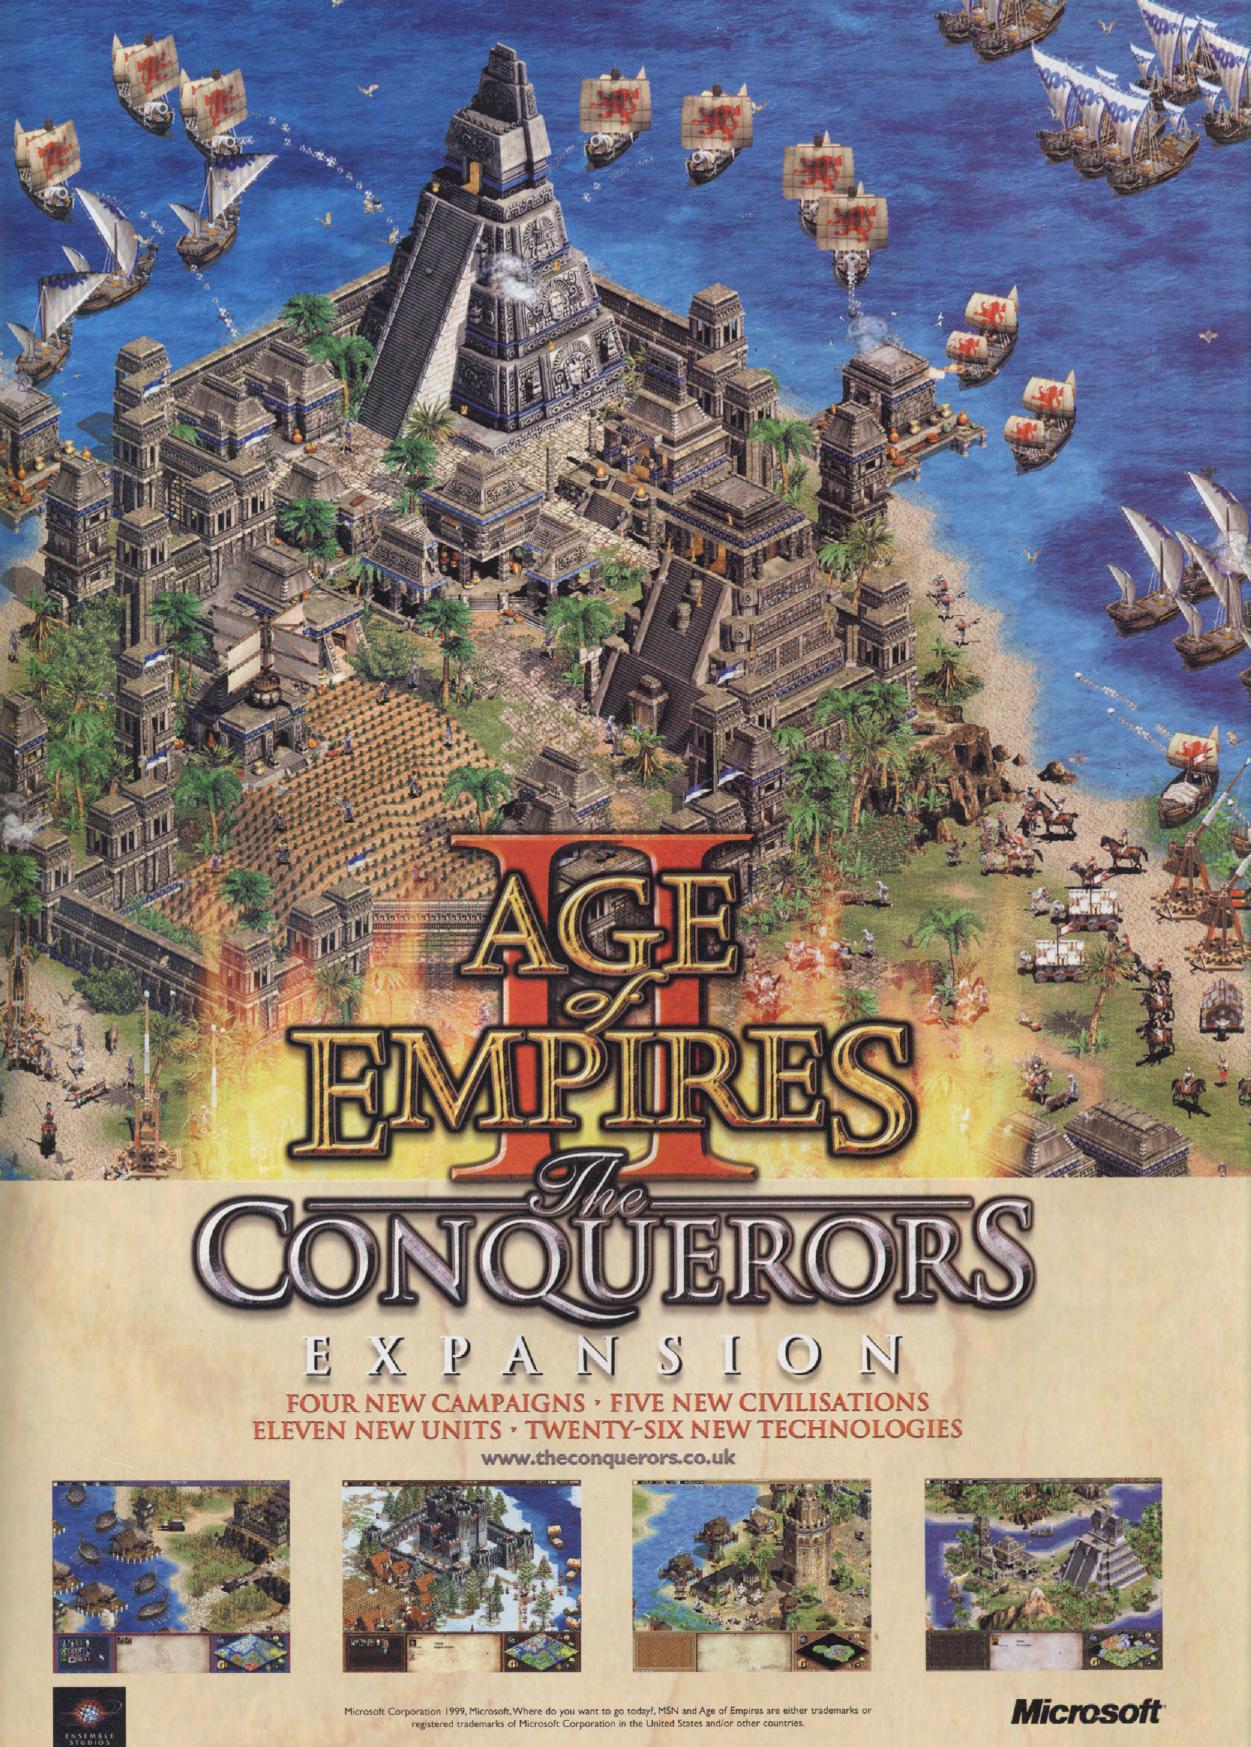 II
AGE
of
EMPIRES
The
CONQUERORS
EXPANSION
FOUR NEW CAMPAIGNS · FIVE NEW CIVILISATIONS
ELEVEN NEW UNITS · TWENTY-SIX NEW TECHNOLOGIES
www.theconquerors.co.uk
ENSEMBLE
STUDIOS
Microsoft Corporation 1999, Microsoft, Where do you want to go today?, MSN and Age of Empires are either trademarks or
registered trademarks of Microsoft Corporation in the United States and/or other countries.
Microsoft